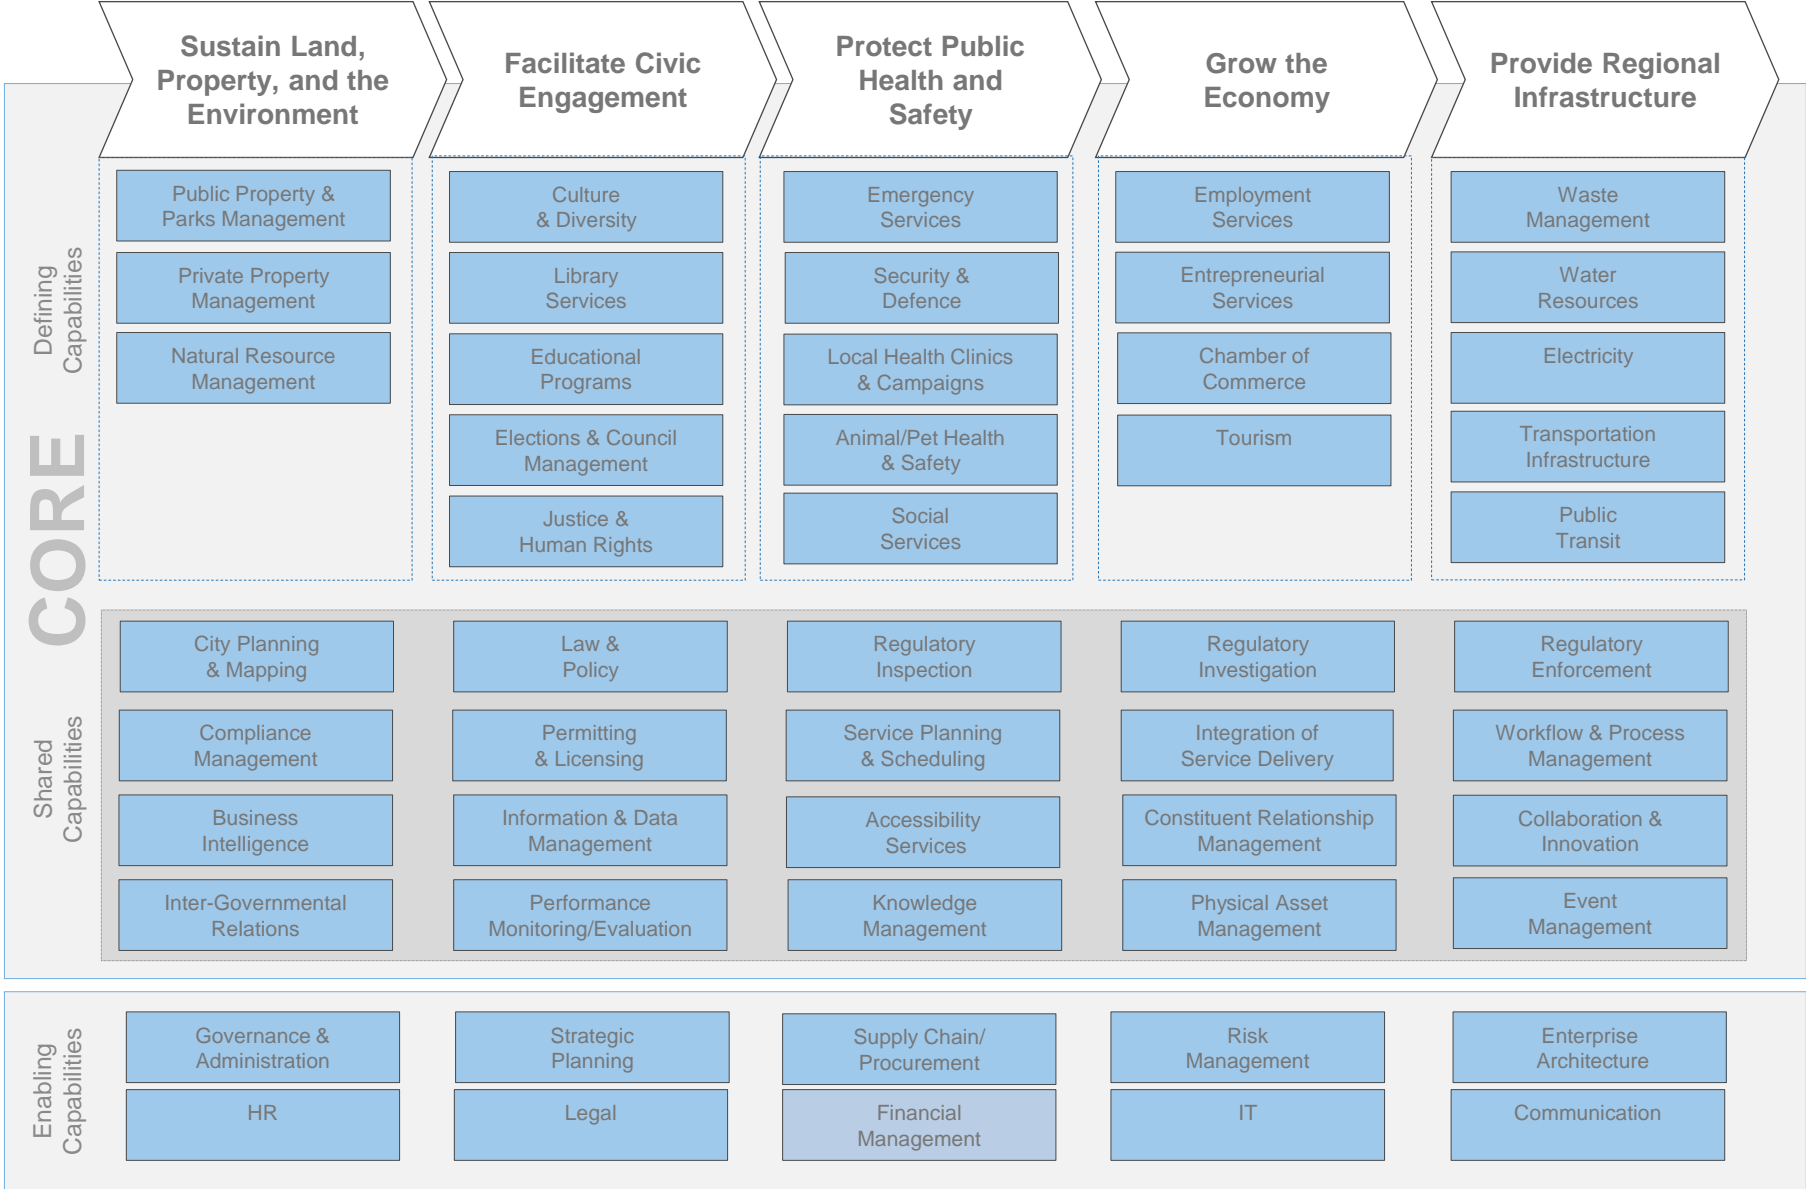 Sustain Land,
Property, and the
Environment
Facilitate Civic
Engagement
Protect Public
Health and
Safety
Grow the
Economy
Provide Regional
Infrastructure
CORE
Defining
Capabilities
Public Property &
Parks Management
Private Property
Management
Natural Resource
Management
Culture
& Diversity
Library
Services
Educational
Programs
Elections & Council
Management
Justice &
Human Rights
Emergency
Services
Security &
Defence
Local Health Clinics
& Campaigns
Animal/Pet Health
& Safety
Social
Services
Employment
Services
Entrepreneurial
Services
Chamber of
Commerce
Tourism
Waste
Management
Water
Resources
Electricity
Transportation
Infrastructure
Public
Transit
Shared
Capabilities
City Planning
& Mapping
Law &
Policy
Regulatory
Inspection
Regulatory
Investigation
Regulatory
Enforcement
Compliance
Management
Permitting
& Licensing
Service Planning
& Scheduling
Integration of
Service Delivery
Workflow & Process
Management
Business
Intelligence
Information & Data
Management
Accessibility
Services
Constituent Relationship
Management
Collaboration &
Innovation
Inter-Governmental
Relations
Performance
Monitoring/Evaluation
Knowledge
Management
Physical Asset
Management
Event
Management
Enabling
Capabilities
Governance &
Administration
Strategic
Planning
Supply Chain/
Procurement
Risk
Management
Enterprise
Architecture
HR
Legal
Financial
Management
IT
Communication